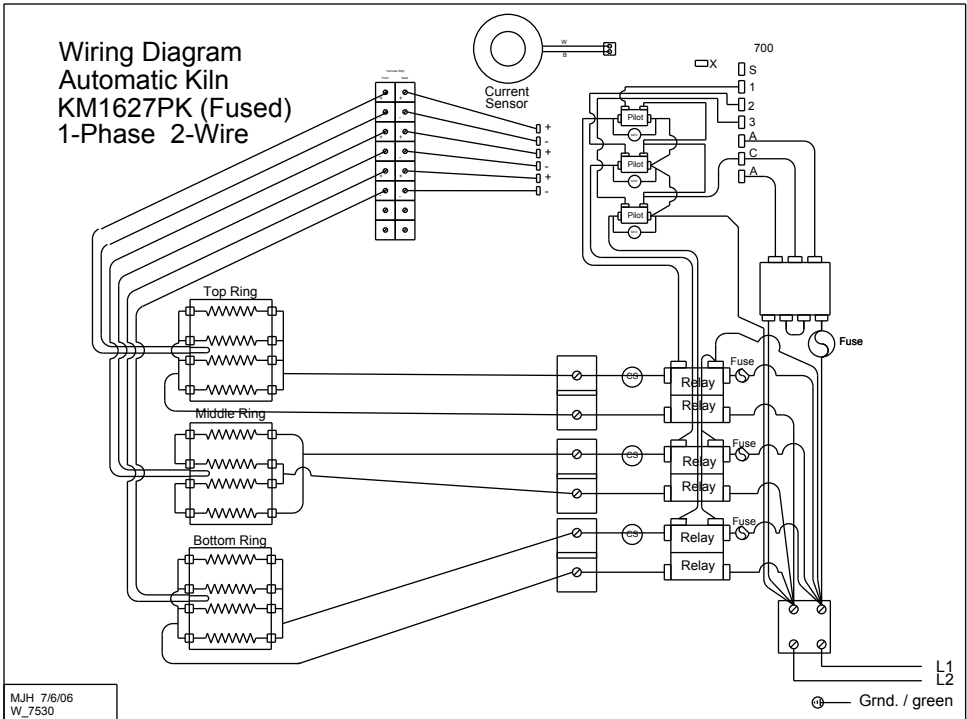 Wiring Diagram
Automatic Kiln
KM1627PK (Fused)
1-Phase 2-Wire
W
B
Current
Sensor
700
X
S
1
2
3
A
C
A
Pilot
Pilot
Pilot
+
-
+
-
+
-
Top Ring
Middle Ring
Bottom Ring
CS
CS
CS
Relay
Relay
Relay
Relay
Relay
Relay
Fuse
Fuse
Fuse
Fuse
L1
L2
Grnd. / green
MJH 7/6/06
W_7530